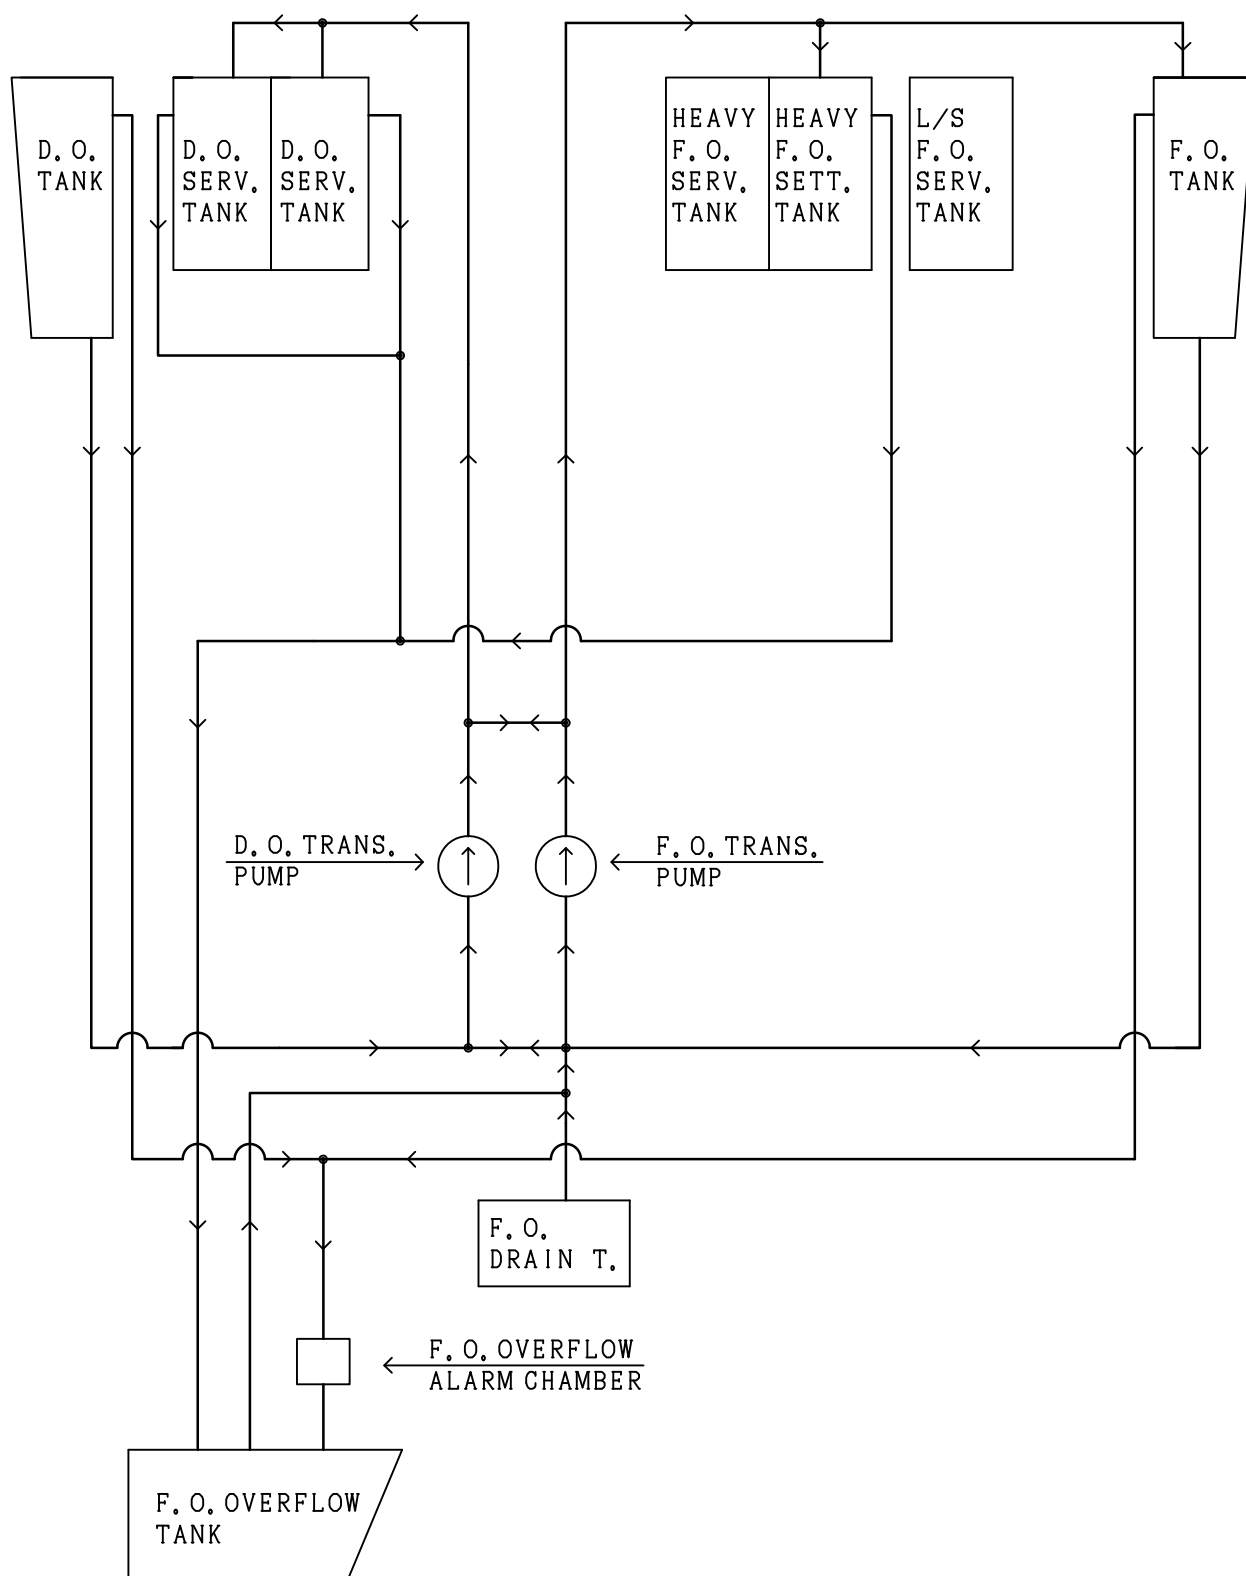 D.O.
TANK
D.O.
SERV.
TANK
D.O.
SERV.
TANK
HEAVY
F.O.
SERV.
TANK
HEAVY
F.O.
SETT.
TANK
L/S
F.O.
SERV.
TANK
F.O.
TANK
D.O. TRANS.
PUMP
F.O. TRANS.
PUMP
F.O.
DRAIN T.
F.O. OVERFLOW
ALARM CHAMBER
F.O. OVERFLOW
TANK